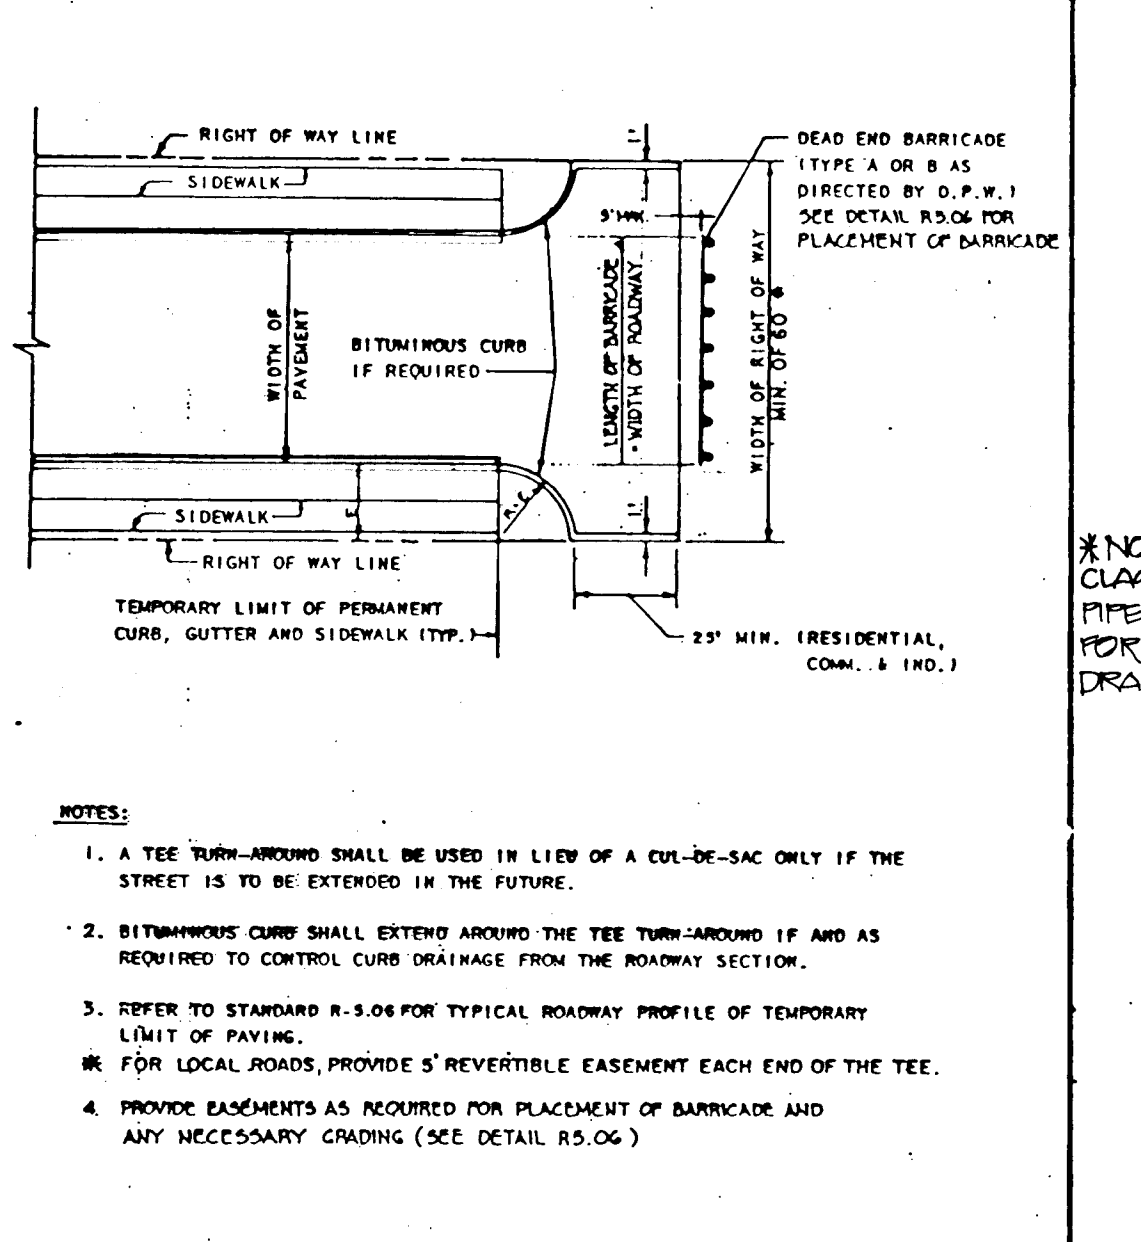 RIGHT OF WAY LINE
SIDEWALK
1'
DEAD END BARRICADE
(TYPE A OR B AS
DIRECTED BY D.P.W.)
SEE DETAIL R5.06 FOR
PLACEMENT OF BARRICADE
5' MAX.
WIDTH OF
PAVEMENT
BITUMINOUS CURB
IF REQUIRED
LENGTH OF BARRICADE
= WIDTH OF ROADWAY
WIDTH OF RIGHT OF WAY
MIN. OF 60' *
SIDEWALK
1'
RIGHT OF WAY LINE
TEMPORARY LIMIT OF PERMANENT
CURB, GUTTER AND SIDEWALK (TYP.)
25' MIN. (RESIDENTIAL,
COMM. & IND.)
* NO
PIPE
FOR
DRA
NOTES:
1. A TEE TURN-AROUND SHALL BE USED IN LIEU OF A CUL-DE-SAC ONLY IF THE
STREET IS TO BE EXTENDED IN THE FUTURE.
2. BITUMINOUS CURB SHALL EXTEND AROUND THE TEE TURN-AROUND IF AND AS
REQUIRED TO CONTROL CURB DRAINAGE FROM THE ROADWAY SECTION.
3. REFER TO STANDARD R-5.06 FOR TYPICAL ROADWAY PROFILE OF TEMPORARY
LIMIT OF PAVING.
* FOR LOCAL ROADS, PROVIDE 5' REVERTIBLE EASEMENT EACH END OF THE TEE.
4. PROVIDE EASEMENTS AS REQUIRED FOR PLACEMENT OF BARRICADE AND
ANY NECESSARY GRADING (SEE DETAIL R5.06)